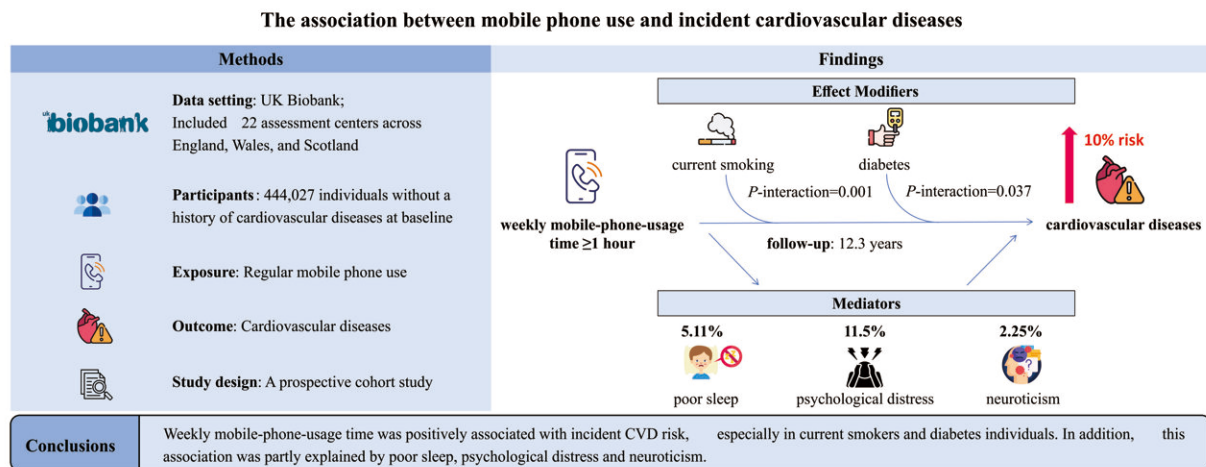 The association between mobile phone use and incident cardiovascular diseases
Methods
uk biobank
Data setting: UK Biobank;
Included 22 assessment centers across
England, Wales, and Scotland
Participants : 444,027 individuals without a
history of cardiovascular diseases at baseline
Exposure: Regular mobile phone use
Outcome: Cardiovascular diseases
Study design: A prospective cohort study
Findings
Effect Modifiers
current smoking
diabetes
10% risk
P-interaction=0.001
P-interaction=0.037
weekly mobile-phone-usage
time ≥1 hour
cardiovascular diseases
follow-up: 12.3 years
Mediators
5.11%
11.5%
2.25%
poor sleep
psychological distress
neuroticism
Conclusions
Weekly mobile-phone-usage time was positively associated with incident CVD risk, especially in current smokers and diabetes individuals. In addition, this
association was partly explained by poor sleep, psychological distress and neuroticism.